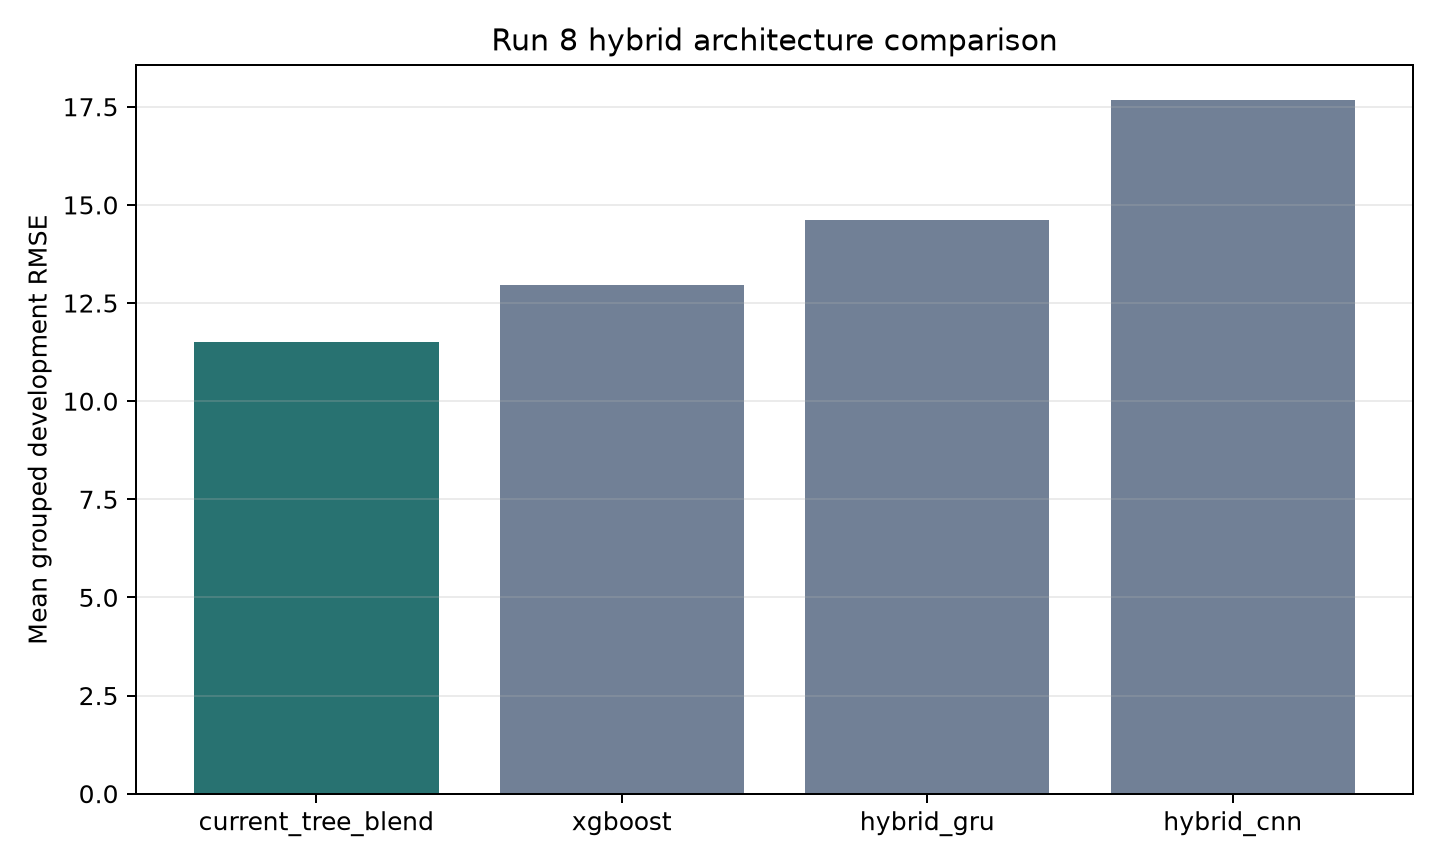 Run 8 hybrid architecture comparison
Mean grouped development RMSE
17.5
15.0
12.5
10.0
7.5
5.0
2.5
0.0
current_tree_blend
xgboost
hybrid_gru
hybrid_cnn